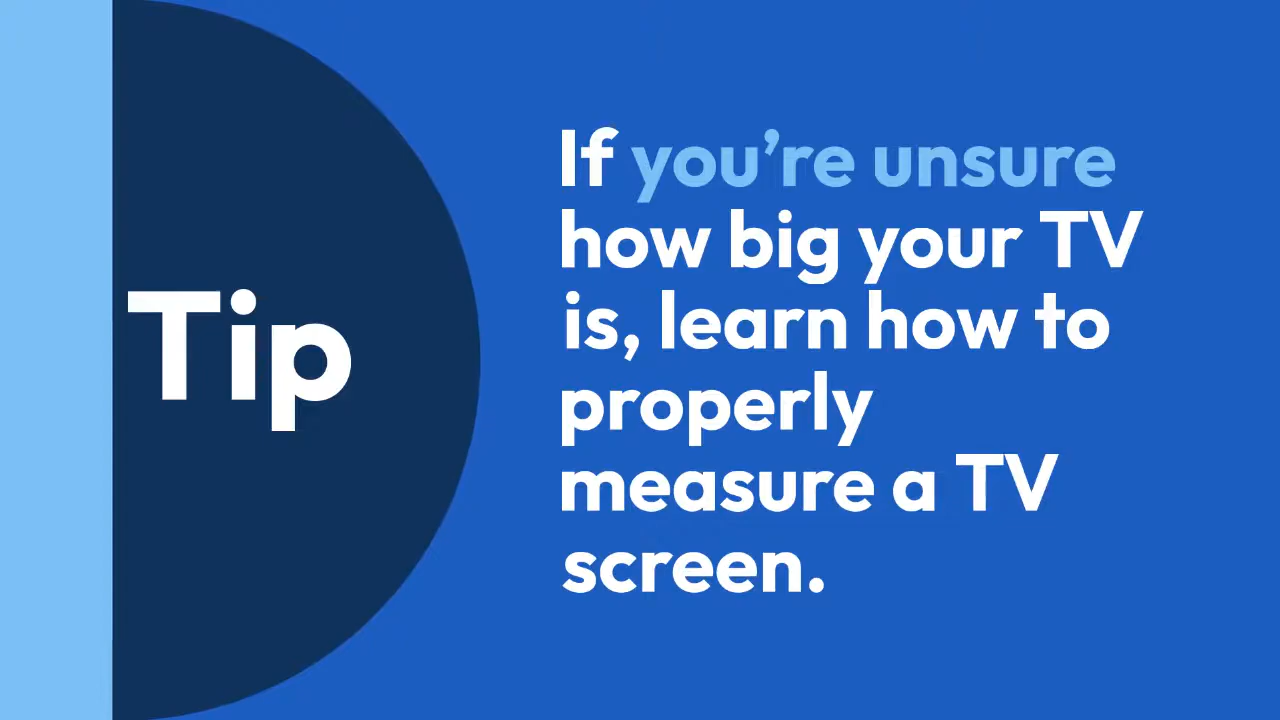 Tip
If you’re unsure
how big your TV
is, learn how to
properly
measure a TV
screen.